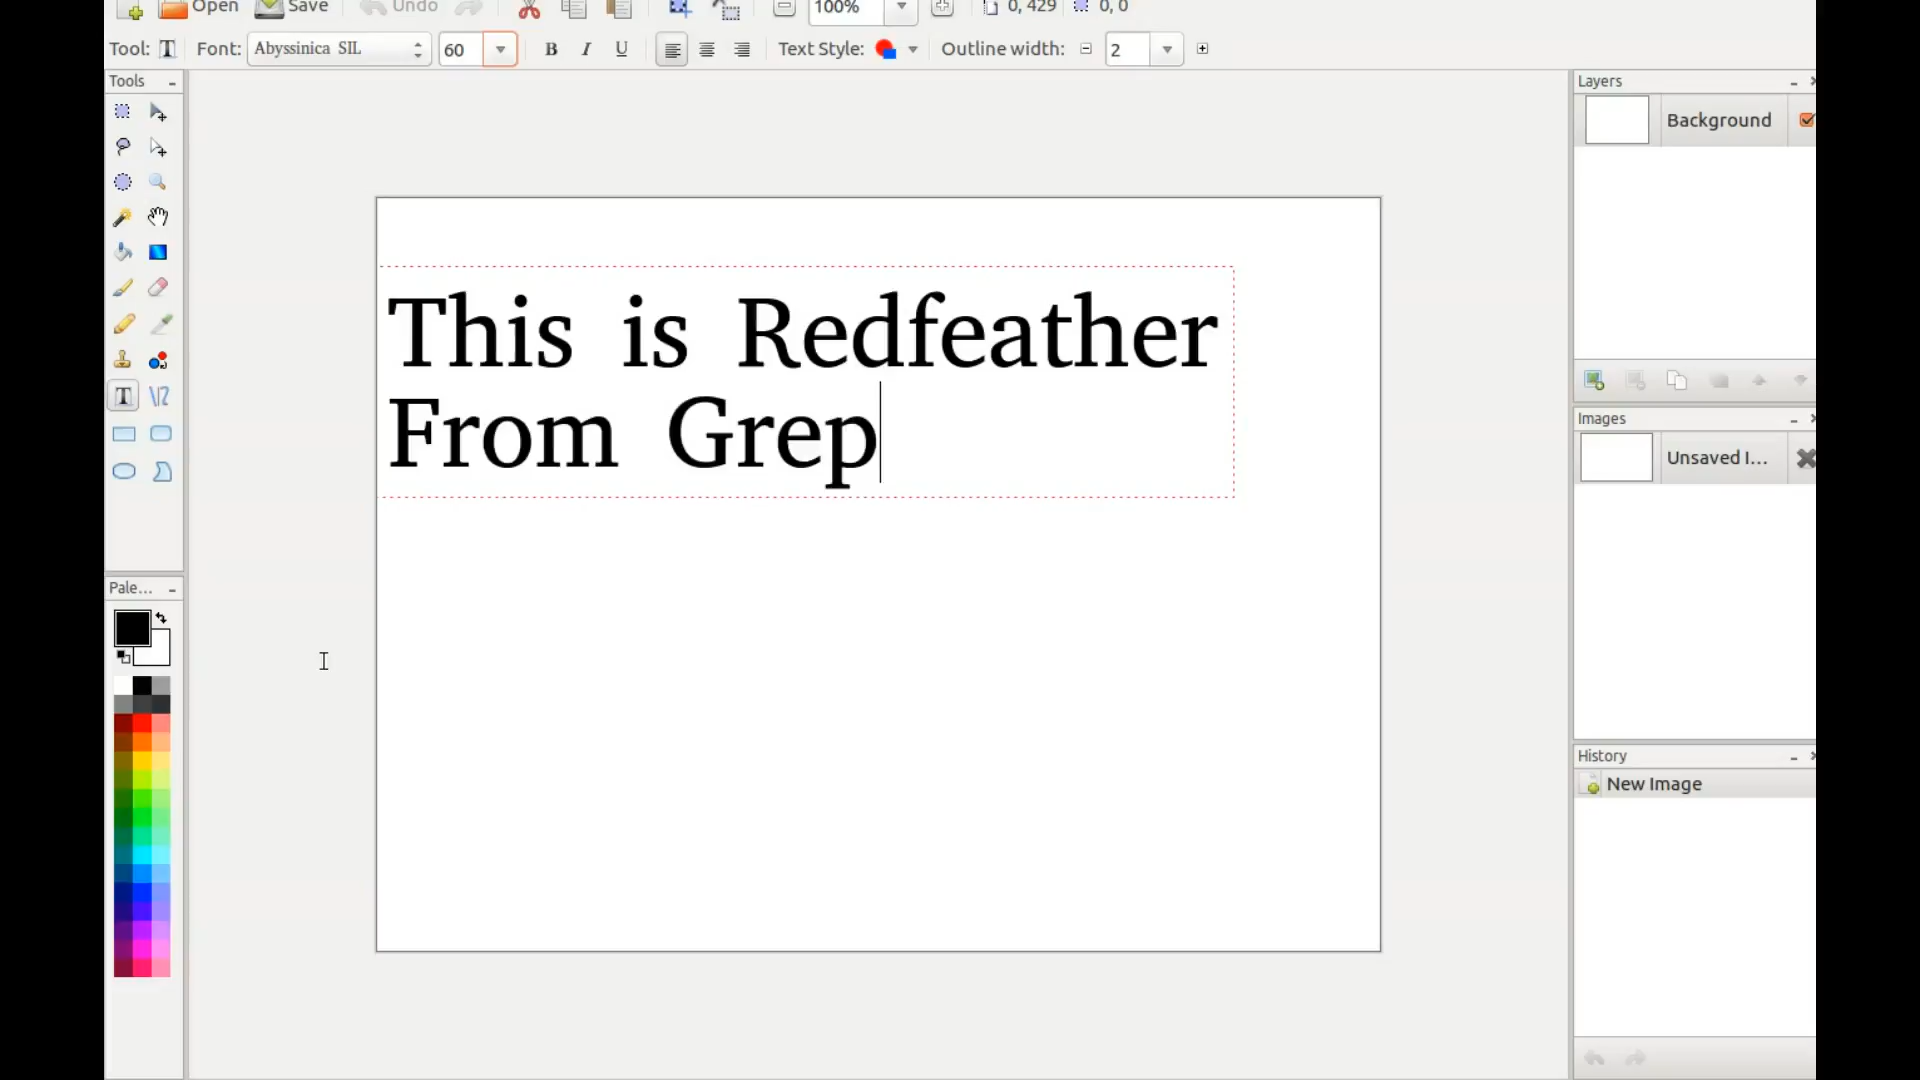 Open Save Undo 100% 0, 429 0, 0
Tool: T Font: Abyssinica SIL 60 B I U Text Style: Outline width: 2
Tools
Layers
Background
This is Redfeather
From Grep
Images
Unsaved I...
Pale...
History
New Image